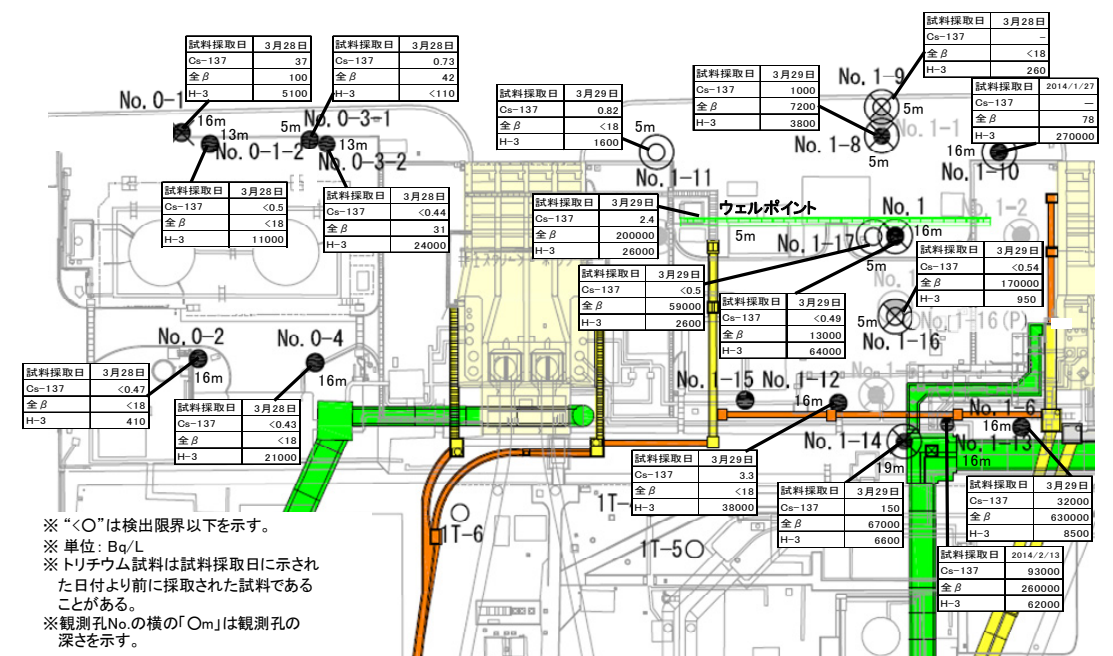 試料採取日 3月28日
Cs-137 37
全β 100
H-3 5100
試料採取日 3月28日
Cs-137 0.73
全β 42
H-3 <110
試料採取日 3月28日
Cs-137 -
全β <18
H-3 260
試料採取日 3月29日
Cs-137 0.82
全β <18
H-3 1600
試料採取日 3月29日
Cs-137 1000
全β 7200
H-3 3800
試料採取日 2014/1/27
Cs-137 —
全β 78
H-3 270000
No. 0-1
16m
13m
No. 0-1-2
5m
No. 0-3-1
13m
No. 0-3-2
5m
No. 1-11
No. 1-9
5m
No. 1-1
No. 1-8
5m
16m
No. 1-10
試料採取日 3月28日
Cs-137 <0.5
全β <18
H-3 11000
試料採取日 3月28日
Cs-137 <0.44
全β 31
H-3 24000
試料採取日 3月29日
Cs-137 2.4
全β 200000
H-3 26000
ウェルポイント
5m
No. 1
16m
1-2
No. 1-17
5m
試料採取日 3月29日
Cs-137 <0.5
全β 59000
H-3 2600
試料採取日 3月29日
Cs-137 <0.49
全β 13000
H-3 64000
試料採取日 3月29日
Cs-137 <0.54
全β 170000
H-3 950
5m
1-16(P)
No. 1-16
No. 0-2
16m
No. 0-4
16m
試料採取日 3月28日
Cs-137 <0.47
全β <18
H-3 410
試料採取日 3月28日
Cs-137 <0.43
全β <18
H-3 21000
No. 1-15
No. 1-12
16m
No. 1-6
16m
No. 1-14
19m
No. 1-13
16m
試料採取日 3月29日
Cs-137 3.3
全β <18
H-3 38000
試料採取日 3月29日
Cs-137 150
全β 67000
H-3 6600
試料採取日 3月29日
Cs-137 32000
全β 630000
H-3 8500
試料採取日 2014/2/13
Cs-137 93000
全β 260000
H-3 62000
1T-6
1T-5
※ “<○”は検出限界以下を示す。
※ 単位: Bq/L
※ トリチウム試料は試料採取日に示され
た日付より前に採取された試料である
ことがある。
※観測孔No.の横の「○m」は観測孔の
深さを示す。